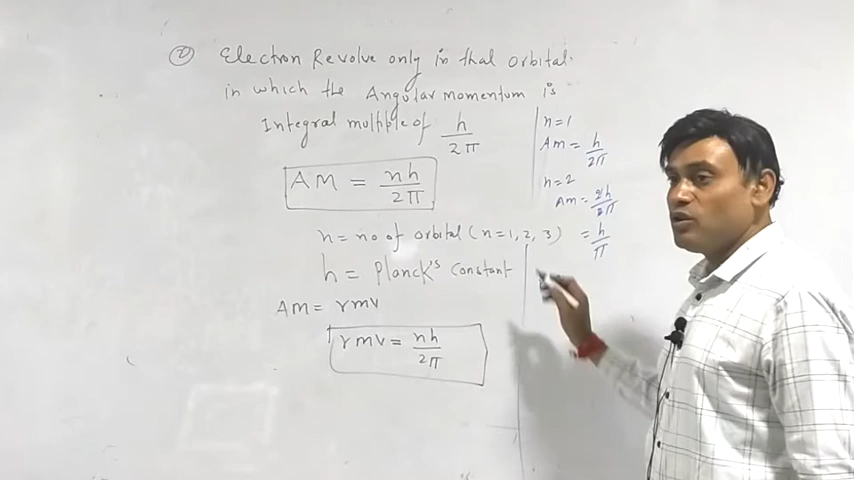 ② Electron Revolve only in that orbital.
in which the Angular momentum is
Integral multiple of h/2π
AM = nh/2π
n = no of orbital (n=1, 2, 3)
h = Planck's constant
AM = rmv
rmv = nh/2π
n=1
AM = h/2π
n=2
AM = 2h/2π
= h/π